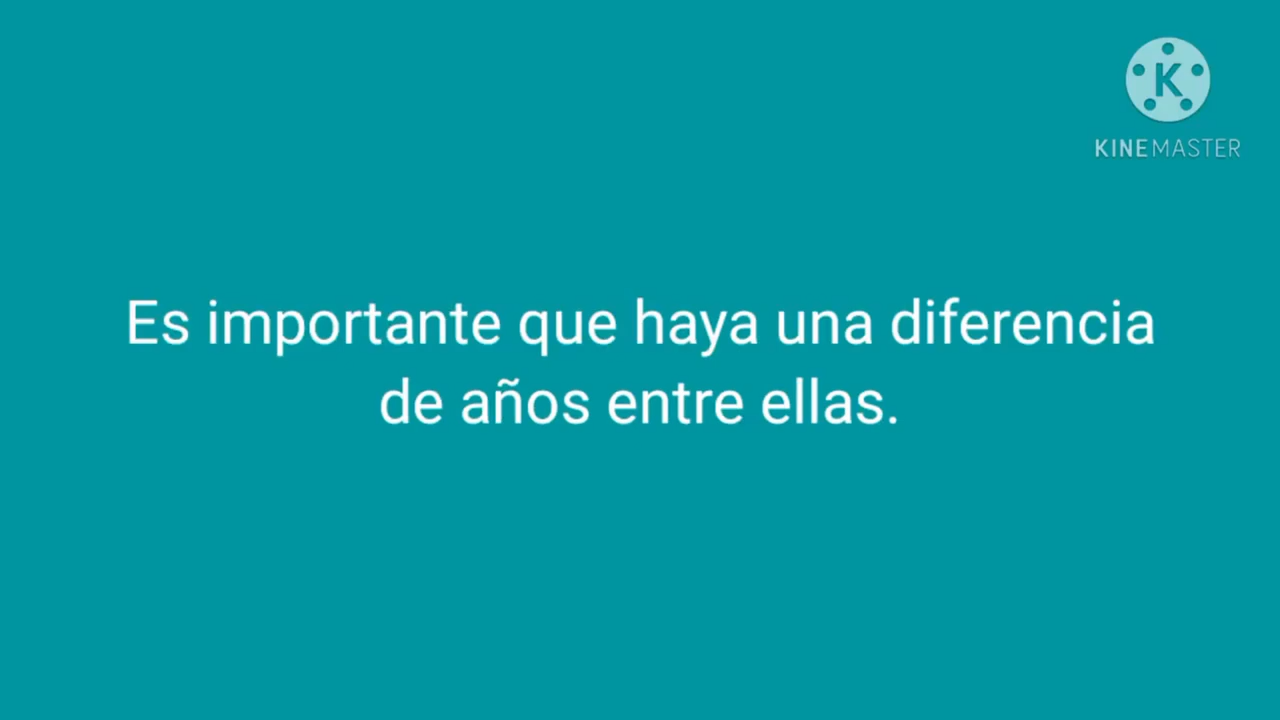 K
KINEMASTER
Es importante que haya una diferencia
de años entre ellas.